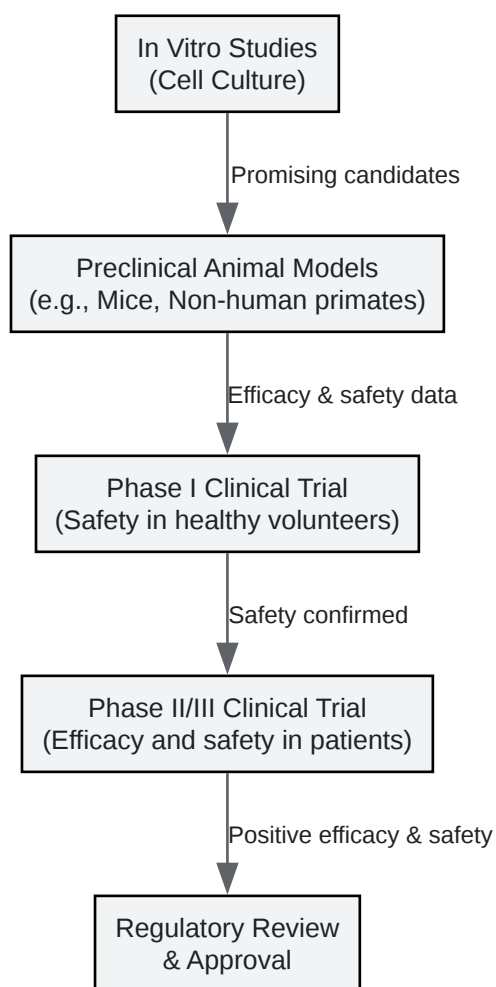 In Vitro Studies
(Cell Culture)
Promising candidates
Preclinical Animal Models
(e.g., Mice, Non-human primates)
Efficacy & safety data
Phase I Clinical Trial
(Safety in healthy volunteers)
Safety confirmed
Phase II/III Clinical Trial
(Efficacy and safety in patients)
Positive efficacy & safety
Regulatory Review
& Approval